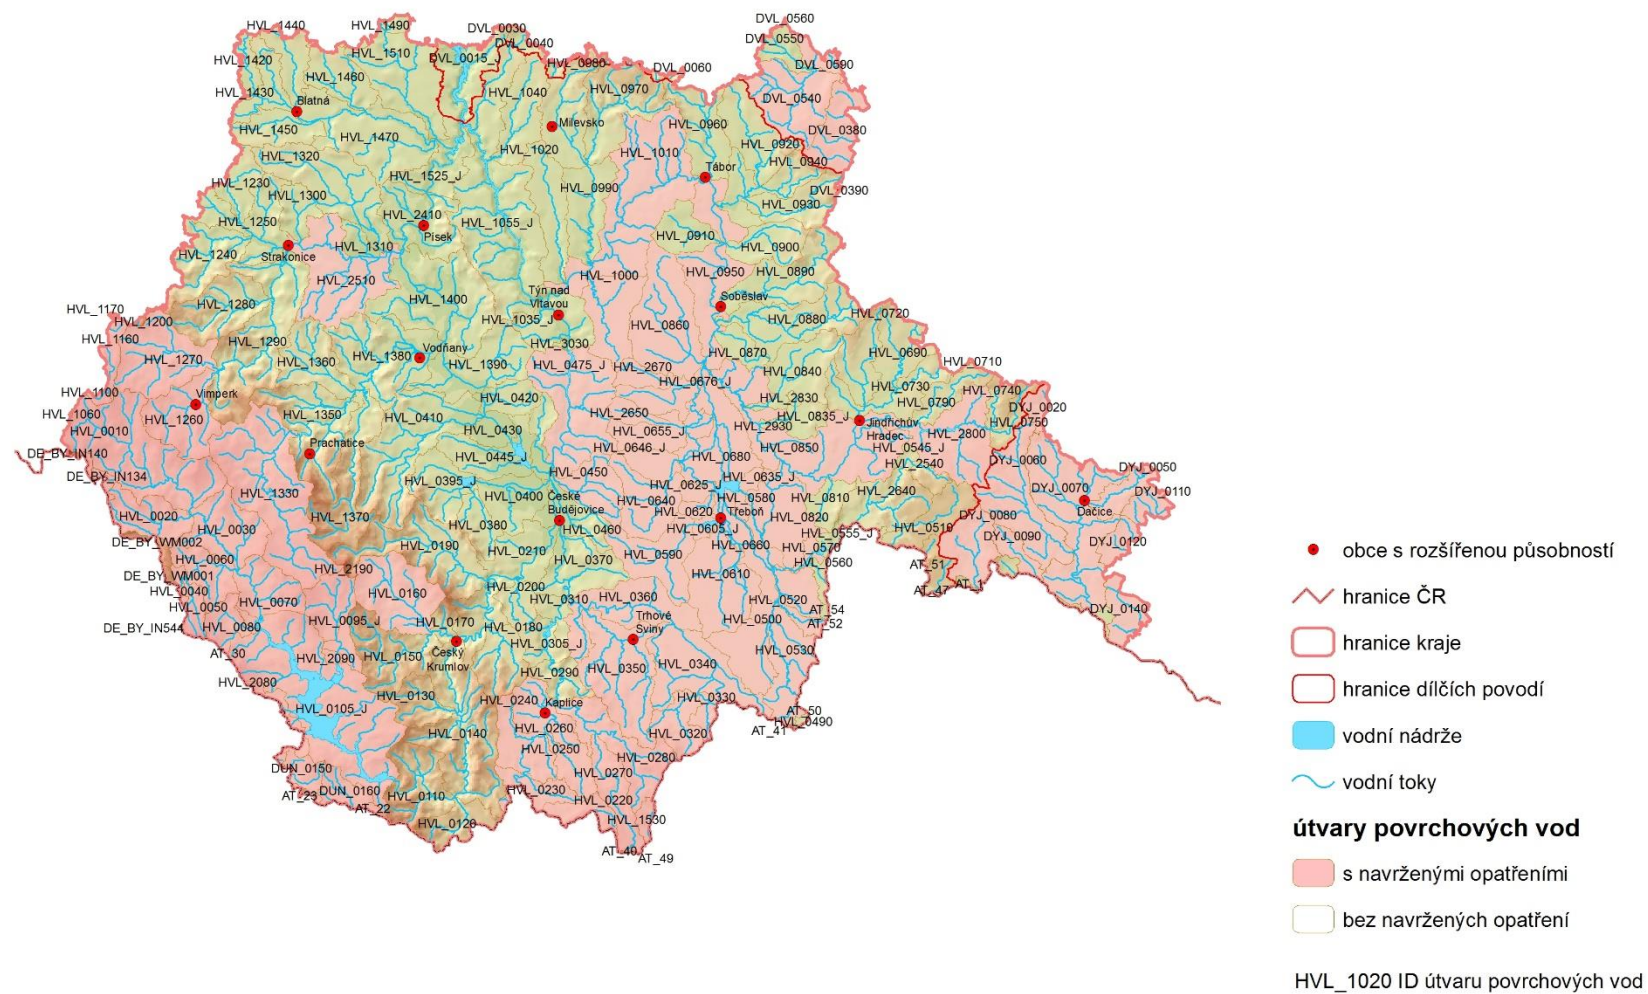 HVL_1440
HVL_1490
DVL_0030
DVL_0560
HVL_1420
HVL_1510
DVL_0015_J
DVL_0040
DVL_0550
HVL_1460
HVL_0980
DVL_0060
DVL_0590
HVL_1430
HVL_1040
HVL_0970
DVL_0540
Blatná
HVL_1450
HVL_1470
Milevsko
HVL_0960
DVL_0380
HVL_1320
HVL_1020
HVL_1010
HVL_0920
HVL_0940
Tábor
HVL_1230
HVL_1300
HVL_1525_J
HVL_0990
DVL_0390
HVL_0930
HVL_1250
HVL_2410
HVL_1055_J
Písek
HVL_0910
HVL_1240
Strakonice
HVL_1310
HVL_0900
HVL_2510
HVL_1000
HVL_0950
HVL_0890
HVL_1170
HVL_1280
HVL_1400
Týn nad
Vltavou
Soběslav
HVL_1200
HVL_1035_J
HVL_0880
HVL_0720
HVL_1160
HVL_1290
HVL_3030
HVL_0860
HVL_1270
HVL_1360
HVL_1380
Vodňany
HVL_1390
HVL_0475_J
HVL_2670
HVL_0870
HVL_0690
HVL_0710
HVL_0676_J
HVL_0840
HVL_1100
Vimperk
HVL_0420
HVL_2830
HVL_0730
HVL_0740
HVL_1060
HVL_1260
HVL_1350
HVL_0410
HVL_2650
HVL_0835_J
HVL_0790
DYJ_0020
HVL_0010
HVL_0430
HVL_0655_J
HVL_2930
Jindřichův
Hradec
HVL_2800
HVL_0750
Prachatice
DE_BY_IN140
HVL_0445_J
HVL_0646_J
HVL_0680
HVL_0850
HVL_0545_J
DYJ_0060
DE_BY_IN134
HVL_0395_J
HVL_0450
HVL_0625_J
HVL_0635_J
HVL_2540
DYJ_0050
HVL_1330
HVL_0400
České
Budějovice
HVL_0640
HVL_0580
HVL_0810
HVL_2640
DYJ_0070
DYJ_0110
HVL_0020
HVL_1370
HVL_0380
HVL_0460
HVL_0620
Třeboň
HVL_0820
DYJ_0080
Dačice
HVL_0030
HVL_0605_J
HVL_0555_J
HVL_0510
DYJ_0090
DE_BY_WM002
HVL_0190
HVL_0210
HVL_0370
HVL_0590
HVL_0660
HVL_0570
DYJ_0120
HVL_0060
HVL_2190
HVL_0610
HVL_0560
AT_51
DE_BY_WM001
HVL_0160
HVL_0200
AT_47
AT_1
HVL_0040
HVL_0050
HVL_0070
HVL_0310
HVL_0360
HVL_0520
AT_54
DYJ_0140
DE_BY_IN544
HVL_0080
HVL_0095_J
HVL_0170
HVL_0180
Trhové
Sviny
HVL_0500
AT_52
AT_30
HVL_2090
HVL_0150
Český
Krumlov
HVL_0305_J
HVL_0530
HVL_2080
HVL_0290
HVL_0350
HVL_0340
HVL_0105_J
HVL_0130
HVL_0240
Kaplice
HVL_0330
AT_50
HVL_0490
HVL_0140
HVL_0260
HVL_0320
AT_41
HVL_0250
HVL_0280
DUN_0150
HVL_0270
AT_23
DUN_0160
HVL_0110
HVL_0230
AT_22
HVL_0220
HVL_0120
HVL_1530
AT_40
AT_49
obce s rozšířenou působností
hranice ČR
hranice kraje
hranice dílčích povodí
vodní nádrže
vodní toky
útvary povrchových vod
s navrženými opatřeními
bez navržených opatření
HVL_1020 ID útvaru povrchových vod